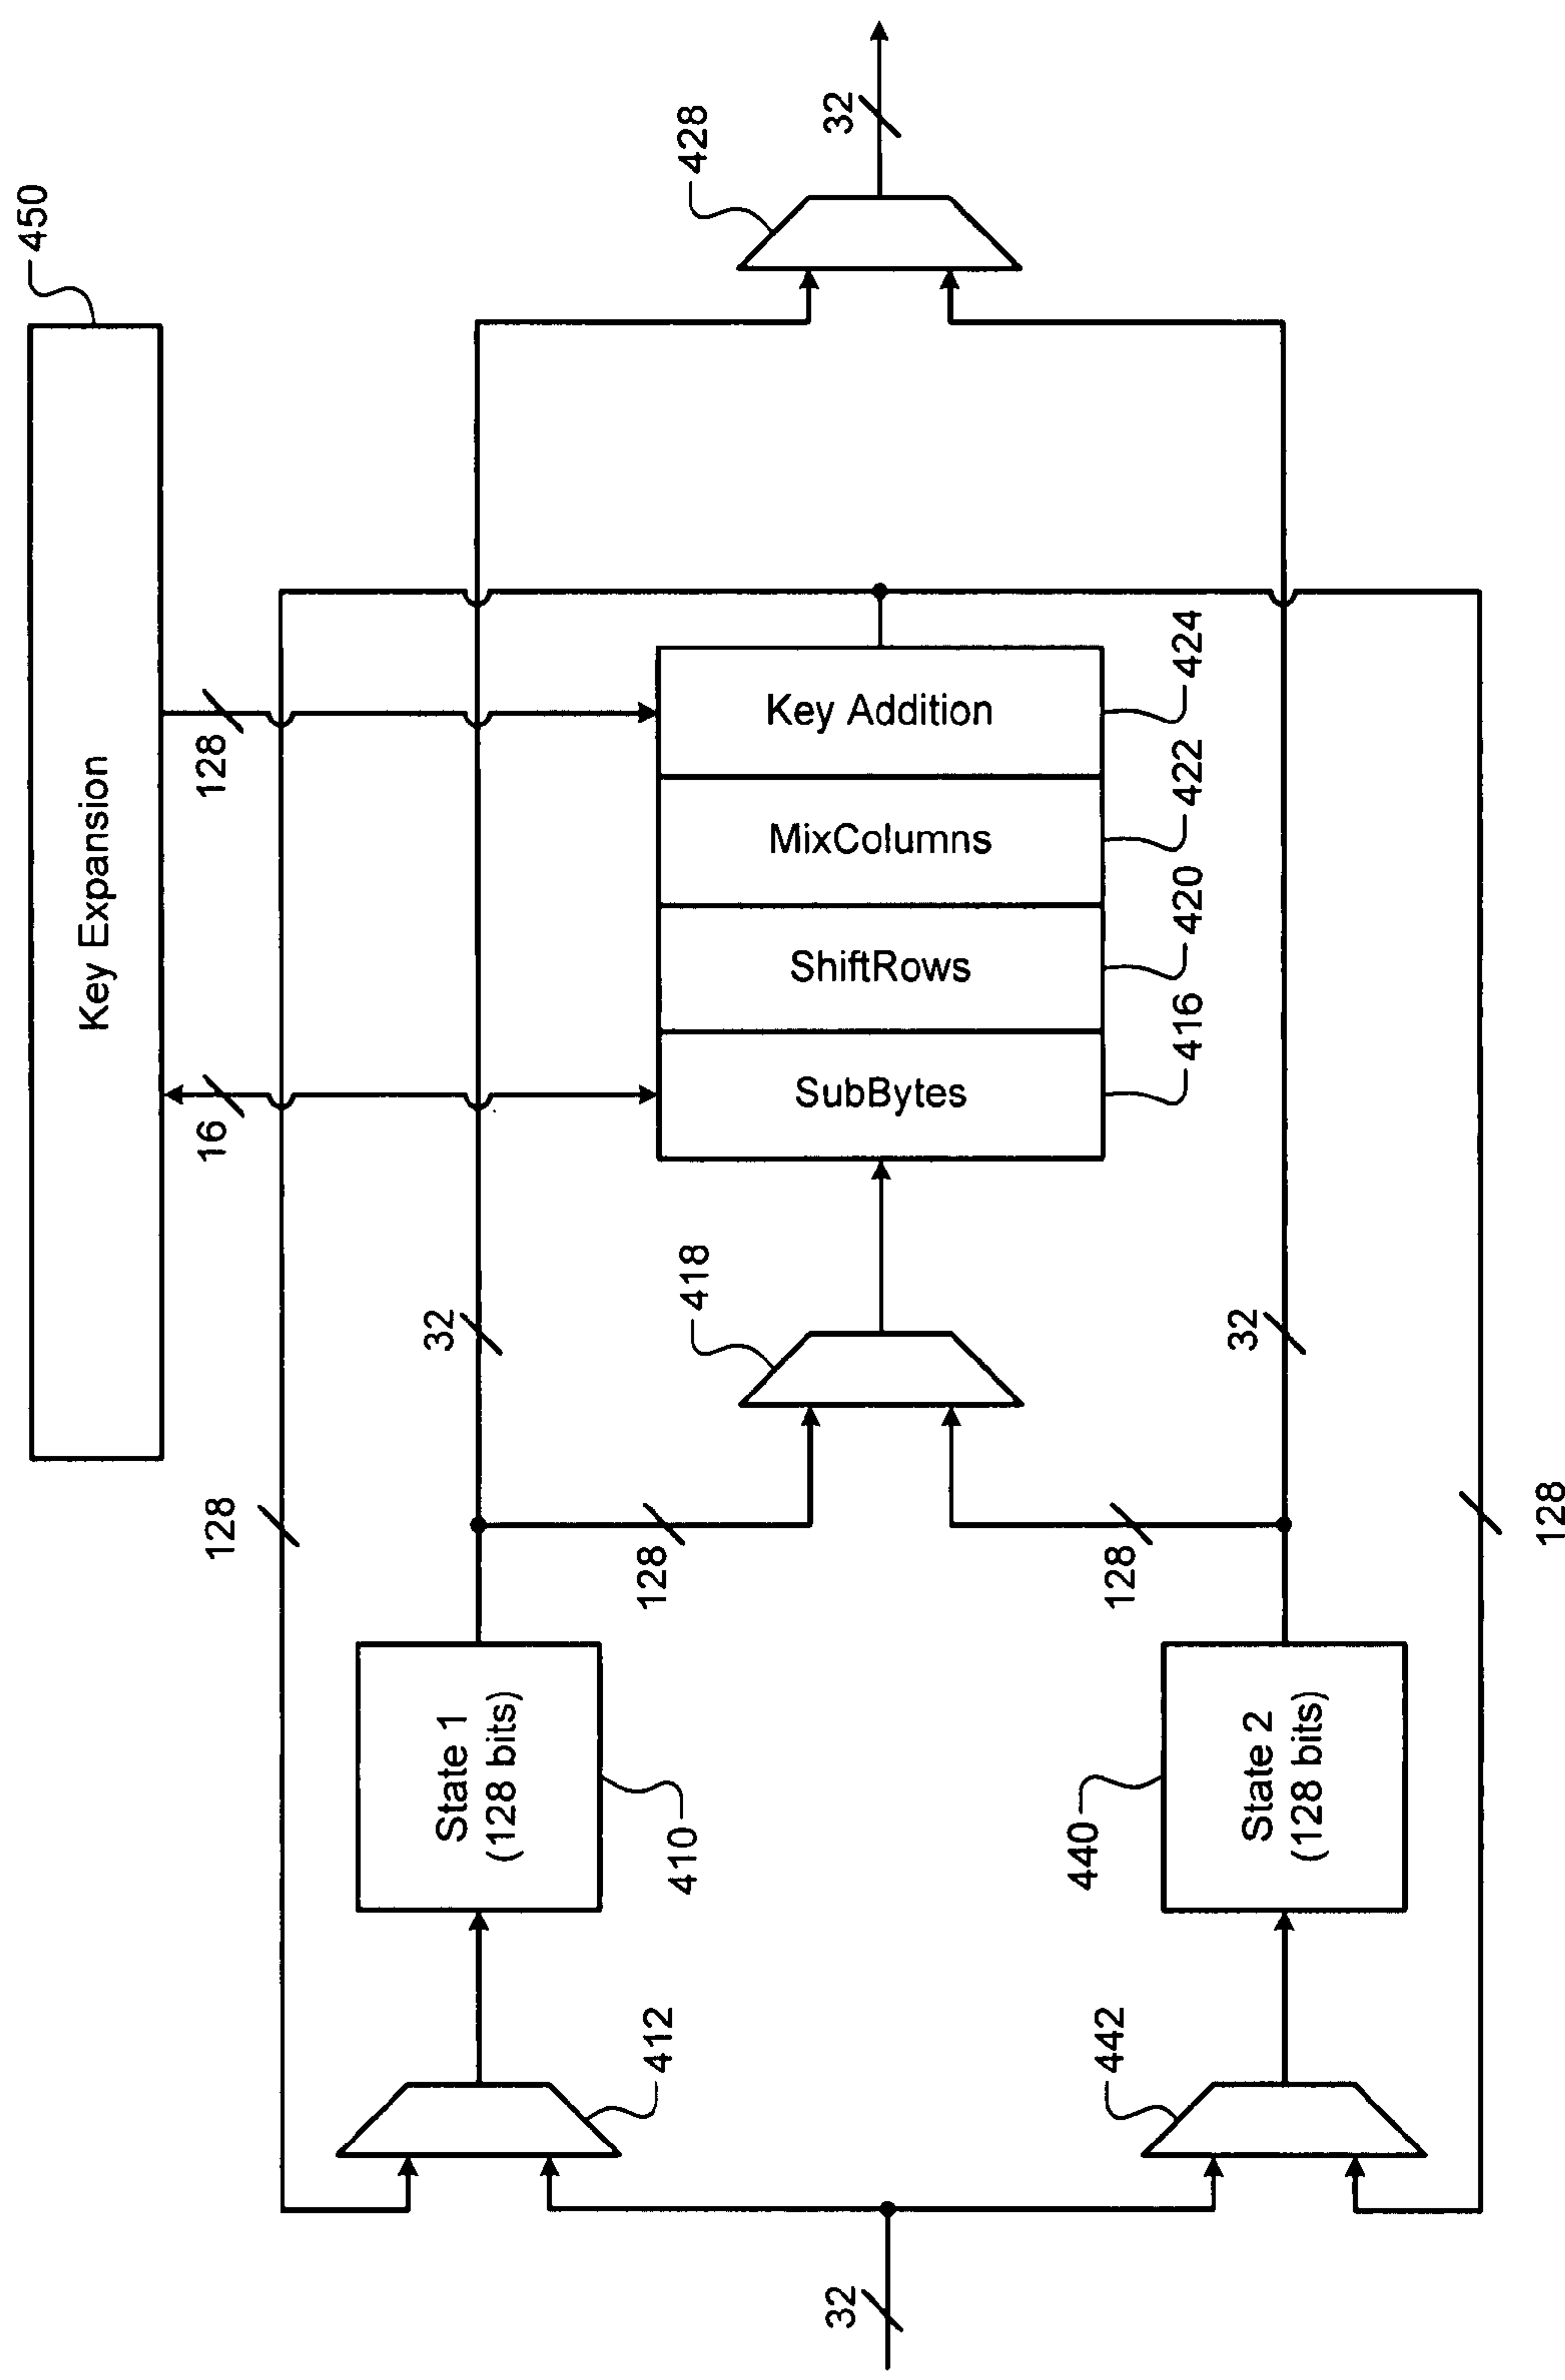 450
Key Expansion
128
16
128
32
32
128
128
32
32
128
428
418
Key Addition
MixColumns
ShiftRows
SubBytes
424
422
420
416
State 1
(128 bits)
410
412
State 2
(128 bits)
440
442